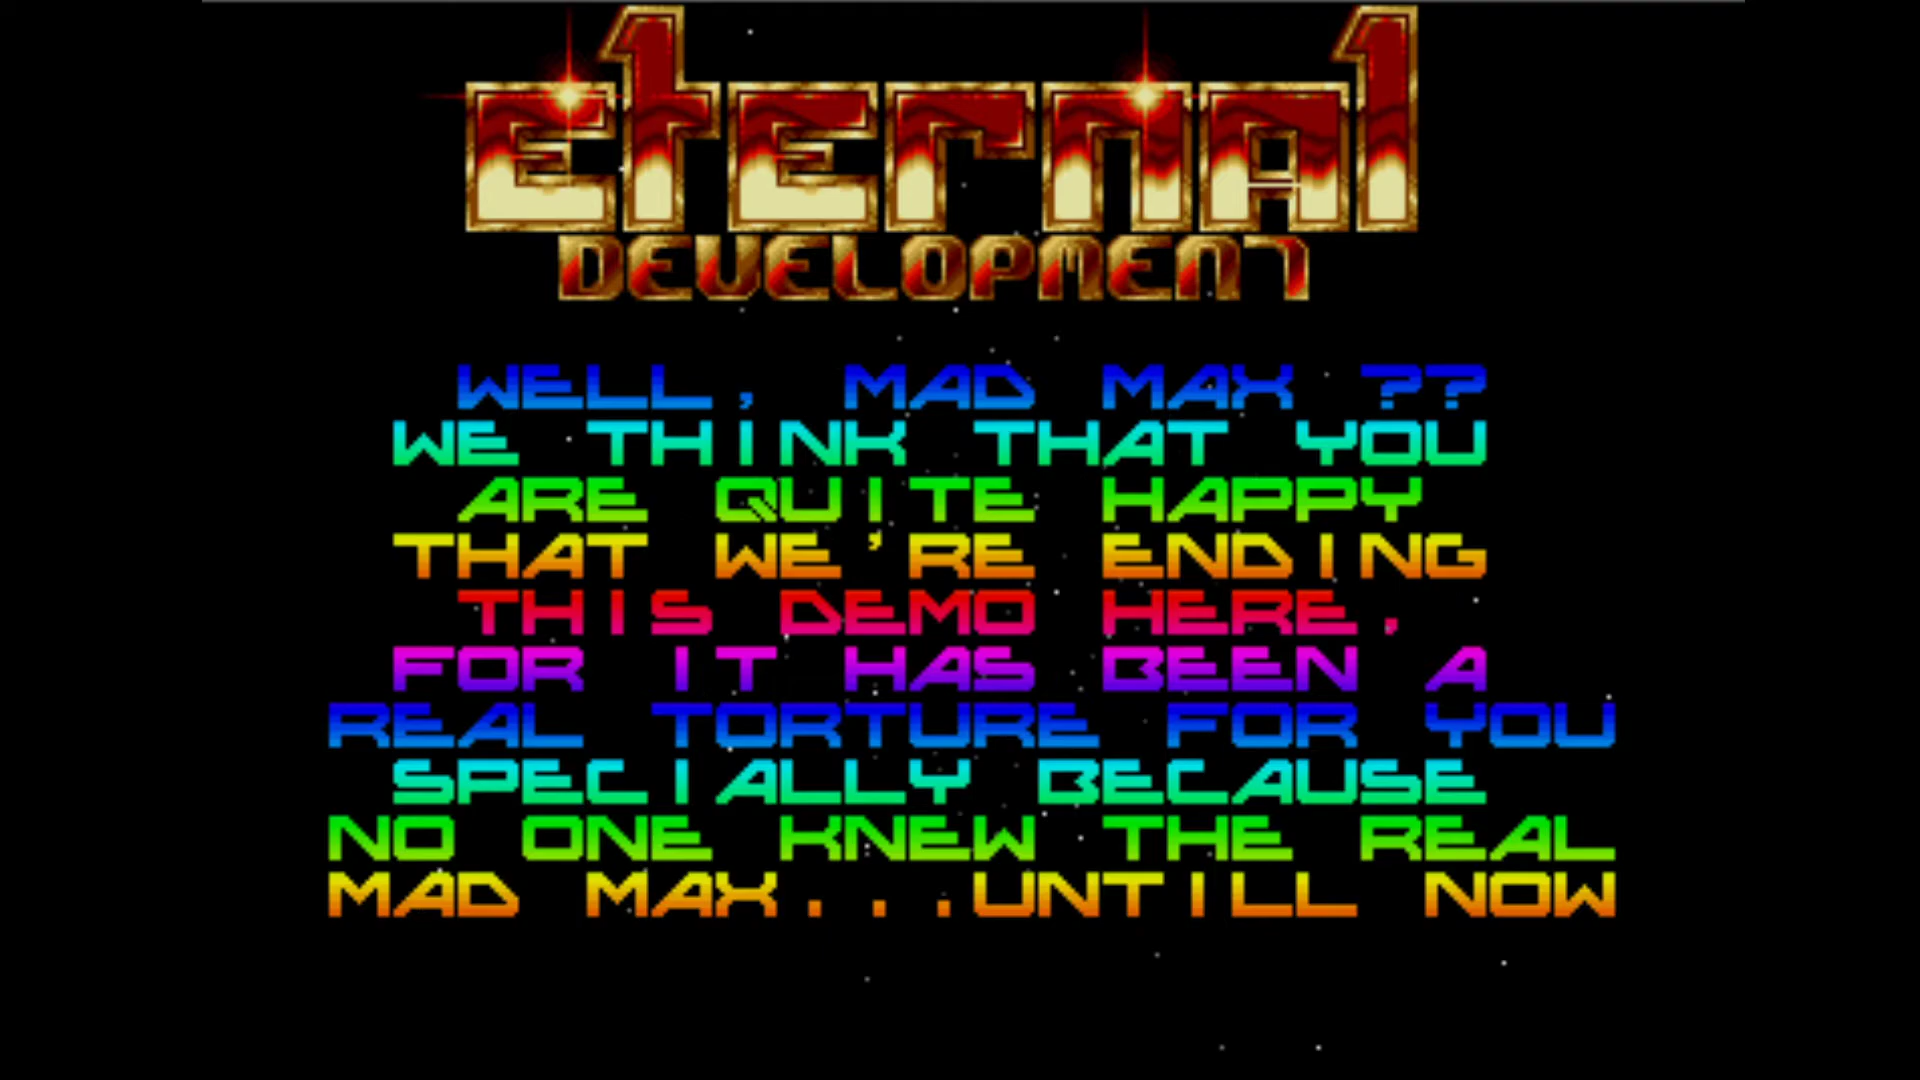 eternal
DEVELOPMENT
WELL, MAD MAX ??
WE THINK THAT YOU
ARE QUITE HAPPY
THAT WE'RE ENDING
THIS DEMO HERE.
FOR IT HAS BEEN A
REAL TORTURE FOR YOU
SPECIALLY BECAUSE
NO ONE KNEW THE REAL
MAD MAX...UNTILL NOW